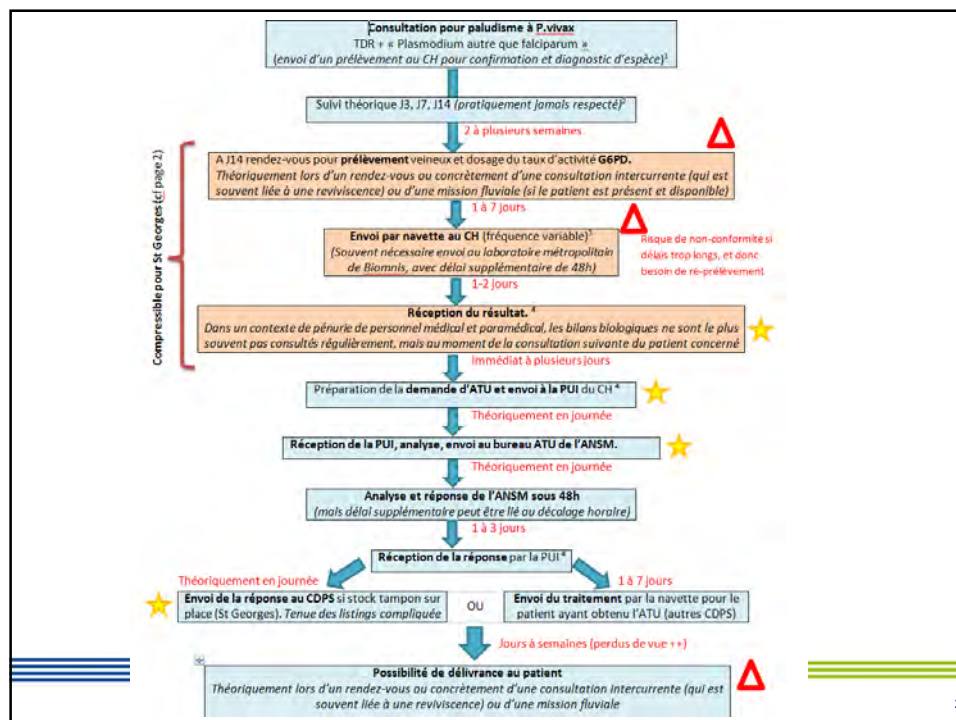 Consultation pour paludisme à P.vivax
TDR + « Plasmodium autre que falciparum »
(envoi d'un prélèvement au CH pour confirmation et diagnostic d'espèce)¹
Suivi théorique J3, J7, J14 (pratiquement jamais respecté)²
2 à plusieurs semaines
Compressible pour St Georges (cf page 2)
A J14 rendez-vous pour prélèvement veineux et dosage du taux d'activité G6PD.
Théoriquement lors d'un rendez-vous ou concrètement d'une consultation intercurrente (qui est
souvent liée à une reviviscence) ou d'une mission fluviale (si le patient est présent et disponible)
1 à 7 jours
Envoi par navette au CH (fréquence variable)³
(Souvent nécessaire envoi au laboratoire métropolitain
de Biomnis, avec délai supplémentaire de 48h)
Risque de non-conformité si
délais trop longs, et donc
besoin de re-prélèvement
1-2 jours
Réception du résultat. ⁴
Dans un contexte de pénurie de personnel médical et paramédical, les bilans biologiques ne sont le plus
souvent pas consultés régulièrement, mais au moment de la consultation suivante du patient concerné
Immédiat à plusieurs jours
Préparation de la demande d'ATU et envoi à la PUI du CH ⁴
Théoriquement en journée
Réception de la PUI, analyse, envoi au bureau ATU de l'ANSM.
Théoriquement en journée
Analyse et réponse de l'ANSM sous 48h
(mais délai supplémentaire peut être lié au décalage horaire)
1 à 3 jours
Réception de la réponse par la PUI⁴
Théoriquement en journée
1 à 7 jours
Envoi de la réponse au CDPS si stock tampon sur
place (St Georges). Tenue des listings compliquée
OU
Envoi du traitement par la navette pour le
patient ayant obtenu l'ATU (autres CDPS)
Jours à semaines (perdus de vue ++)
Possibilité de délivrance au patient
Théoriquement lors d'un rendez-vous ou concrètement d'une consultation intercurrente (qui est
souvent liée à une reviviscence) ou d'une mission fluviale